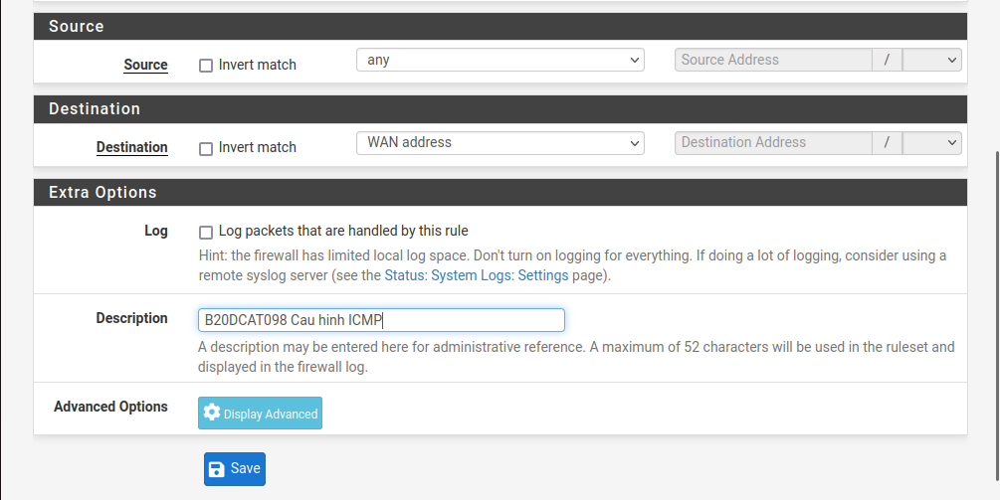 Source
Source Invert match any Source Address /
Destination
Destination Invert match WAN address Destination Address /
Extra Options
Log Log packets that are handled by this rule
Hint: the firewall has limited local log space. Don't turn on logging for everything. If doing a lot of logging, consider using a
remote syslog server (see the Status: System Logs: Settings page).
Description B20DCAT098 Cau hinh ICMP
A description may be entered here for administrative reference. A maximum of 52 characters will be used in the ruleset and
displayed in the firewall log.
Advanced Options Display Advanced
Save